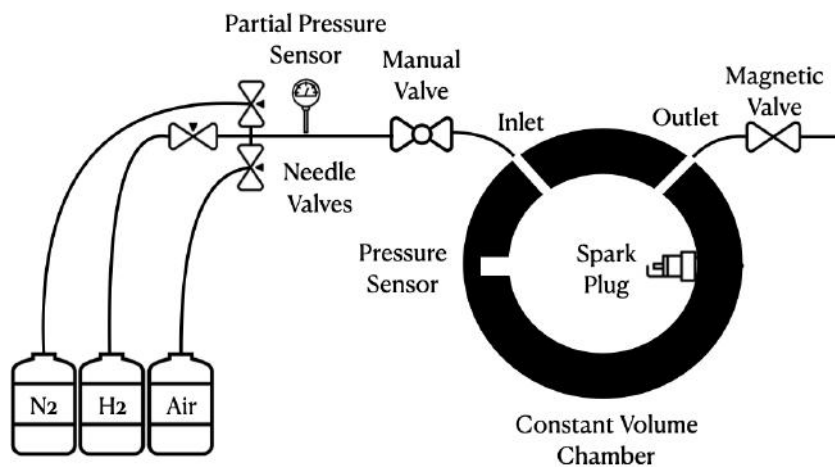 Partial Pressure
Sensor
Manual
Valve
Magnetic
Valve
Inlet
Outlet
Needle
Valves
Pressure
Sensor
Spark
Plug
N2
H2
Air
Constant Volume
Chamber